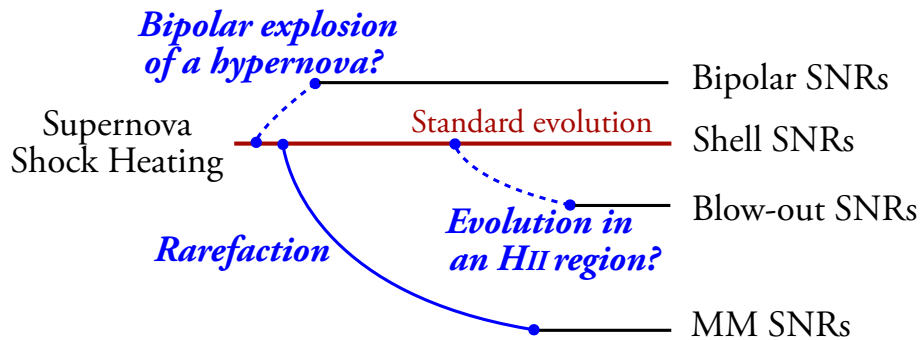 Bipolar explosion
of a hypernova?
Bipolar SNRs
Supernova
Shock Heating
Standard evolution
Shell SNRs
Blow-out SNRs
Rarefaction
Evolution in
an HII region?
MM SNRs